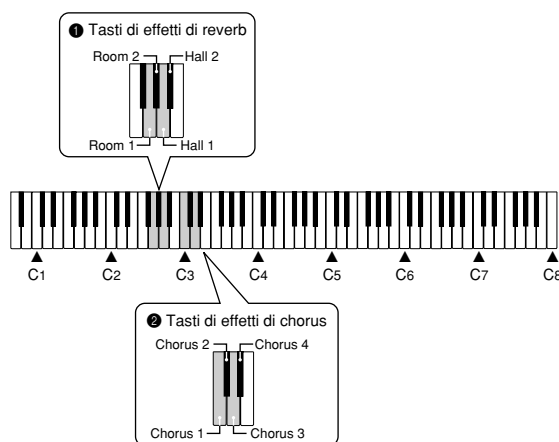 ❶ Tasti di effetti di reverb
Room 2 Hall 2
Room 1 Hall 1
C1 C2 C3 C4 C5 C6 C7 C8
❷ Tasti di effetti di chorus
Chorus 2 Chorus 4
Chorus 1 Chorus 3